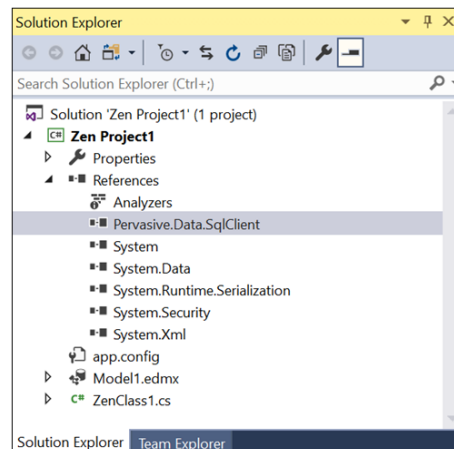 Solution Explorer
Search Solution Explorer (Ctrl+;)
Solution 'Zen Project1' (1 project)
C# Zen Project1
Properties
References
Analyzers
Pervasive.Data.SqlClient
System
System.Data
System.Runtime.Serialization
System.Security
System.Xml
app.config
Model1.edmx
C# ZenClass1.cs
Solution Explorer Team Explorer